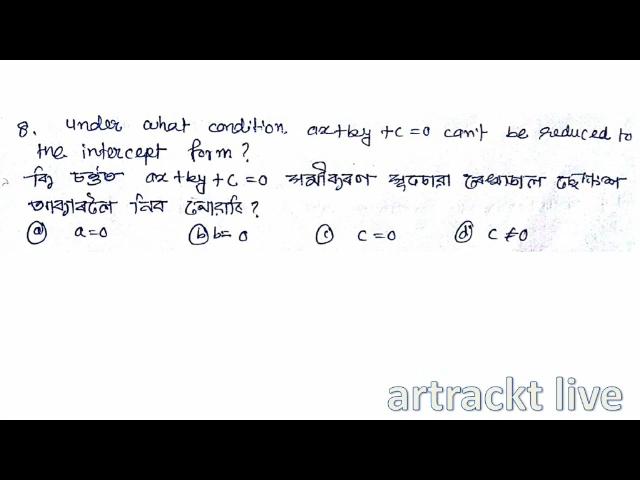 8. Under what condition ax+by+c=0 can't be reduced to
the intercept form?
কি চৰ্ত্তত ax+by+c=0 সমীকৰণ
আকাৰলৈ নিব নোৱাৰি?
(a) a=0 (b) b=0 (c) c=0 (d) c≠0
artrackt live